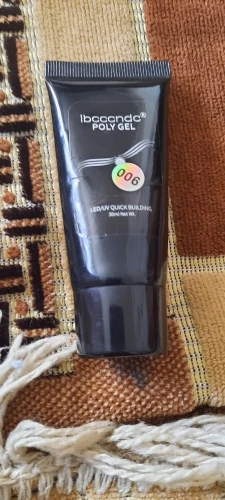 ibcccndc®
POLY GEL
006
LED/UV QUICK BUILDING
30ml Net Wt.